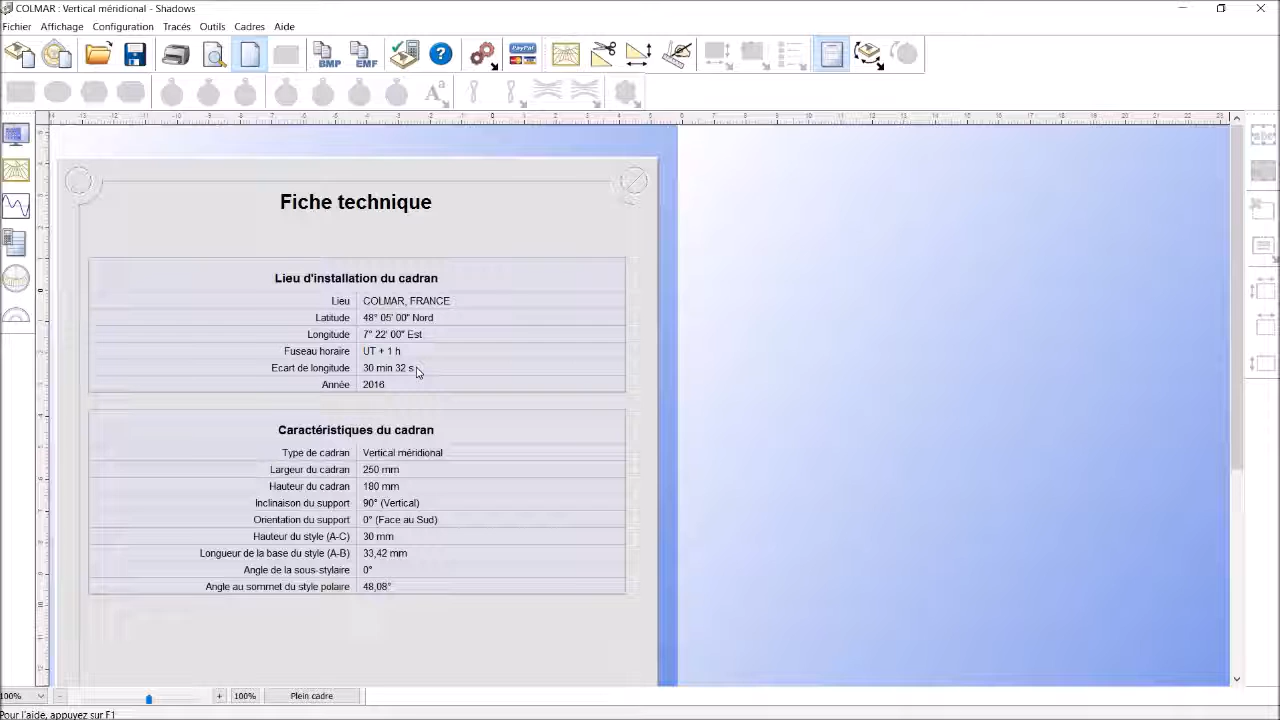 COLMAR : Vertical méridional - Shadows
Fichier Affichage Configuration Tracés Outils Cadres Aide
BMP EMF PayPal
Fiche technique
Lieu d'installation du cadran
Lieu COLMAR, FRANCE
Latitude 48° 05' 00" Nord
Longitude 7° 22' 00" Est
Fuseau horaire UT + 1 h
Ecart de longitude 30 min 32 s
Année 2016
Caractéristiques du cadran
Type de cadran Vertical méridional
Largeur du cadran 250 mm
Hauteur du cadran 180 mm
Inclinaison du support 90° (Vertical)
Orientation du support 0° (Face au Sud)
Hauteur du style (A-C) 30 mm
Longueur de la base du style (A-B) 33,42 mm
Angle de la sous-stylaire 0°
Angle au sommet du style polaire 48,08°
100% 100% Plein cadre
Pour l'aide, appuyez sur F1